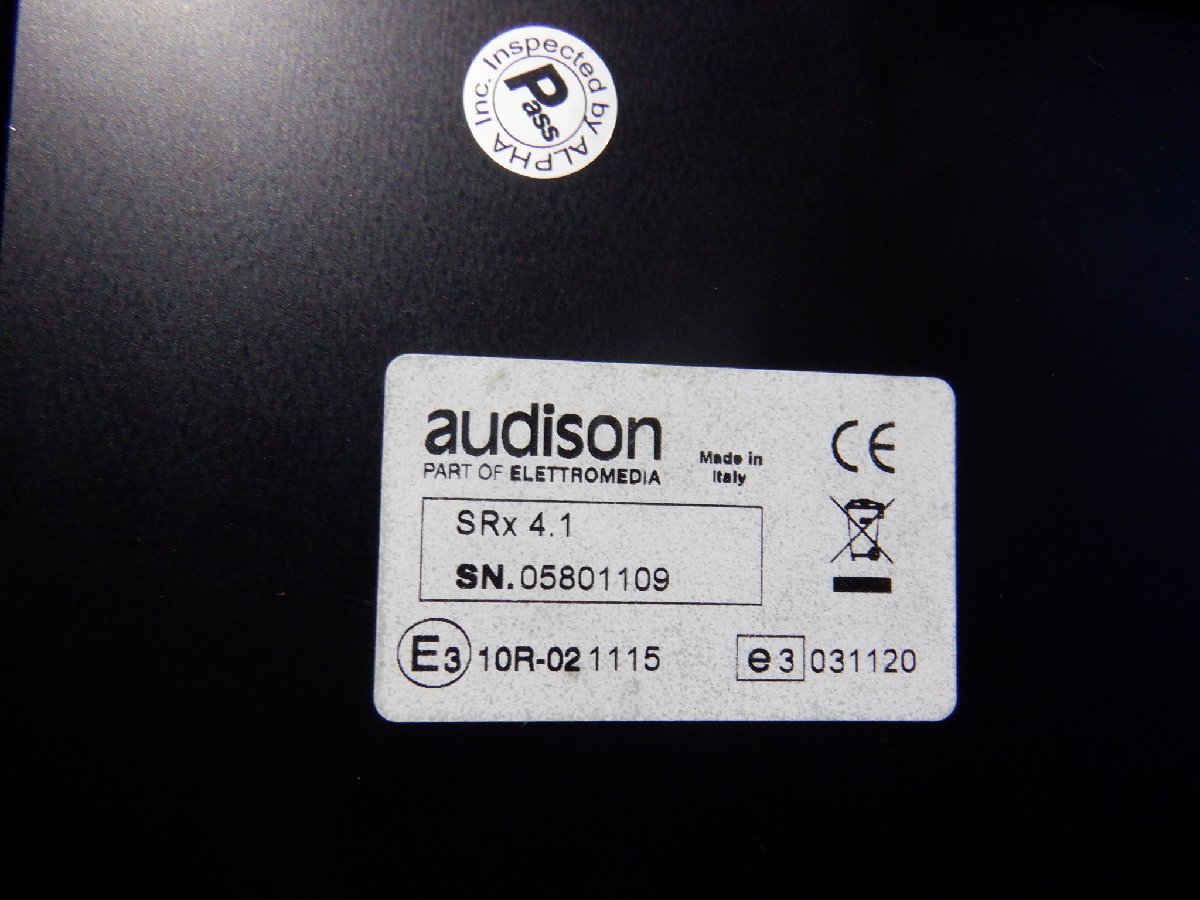 Inspected by ALPHA Inc.
Pass
audison
PART OF ELETTROMEDIA
Made in
Italy
CE
SRx 4.1
SN. 05801109
E3 10R-02 1115
e3 031120